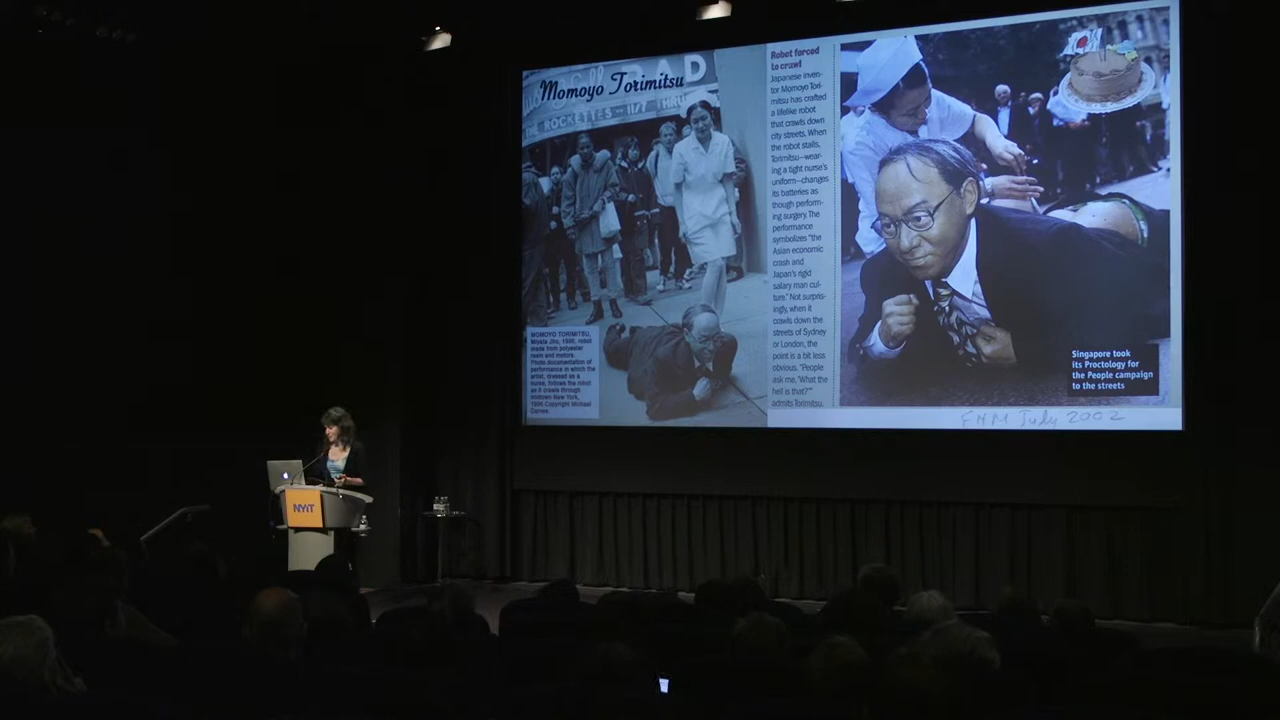 Momoyo Torimitsu
RAD
THE ROCKETTES -- 11/7 THRU
MOMOYO TORIMITSU,
Miyata Jiro, 1996, robot
made from polyester
resin and motors.
Photo documentation of
performance in which the
artist, dressed as a
nurse, follows the robot
as it crawls through
midtown New York,
1996 Copyright Michael
Robot forced
to crawl
Japanese inven-
tor Momoyo Tori-
mitsu has crafted
a lifelike robot
that crawls down
city streets. When
the robot stalls,
Torimitsu—wear-
ing a tight nurse's
uniform—changes
its batteries as
though perform-
ing surgery. The
performance
symbolizes "the
Asian economic
crash and
Japan's rigid
salary man cul-
ture." Not surpris-
ingly, when it
crawls down the
streets of Sydney
or London, the
point is a bit less
obvious. "People
ask me, 'What the
hell is that?'"
admits Torimitsu.
Singapore took
its Proctology for
the People campaign
to the streets
FHM July 2002
NYiT